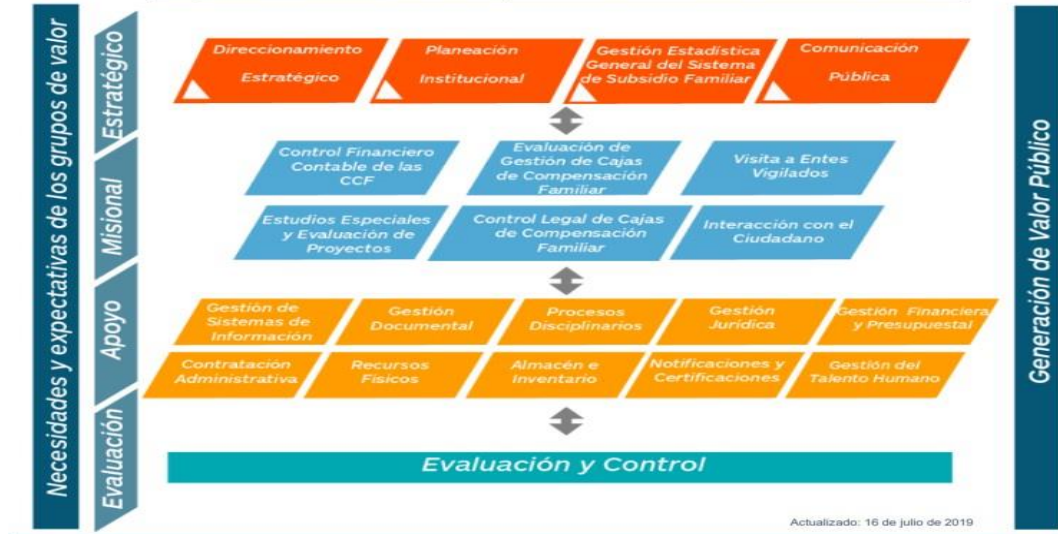 Necesidades y expectativas de los grupos de valor
Estratégico
Direccionamiento
Estratégico
Planeación
Institucional
Gestión Estadística
General del Sistema
de Subsidio Familiar
Comunicación
Pública
Misional
Control Financiero
Contable de las
CCF
Evaluación de
Gestión de Cajas
de Compensación
Familiar
Visita a Entes
Vigilados
Estudios Especiales
y Evaluación de
Proyectos
Control Legal de Cajas
de Compensación
Familiar
Interacción con el
Ciudadano
Apoyo
Gestión de
Sistemas de
Información
Gestión
Documental
Procesos
Disciplinarios
Gestión
Jurídica
Gestión Financiera
y Presupuestal
Contratación
Administrativa
Recursos
Físicos
Almacén e
Inventario
Notificaciones y
Certificaciones
Gestión del
Talento Humano
Evaluación
Evaluación y Control
Generación de Valor Público
Actualizado: 16 de julio de 2019